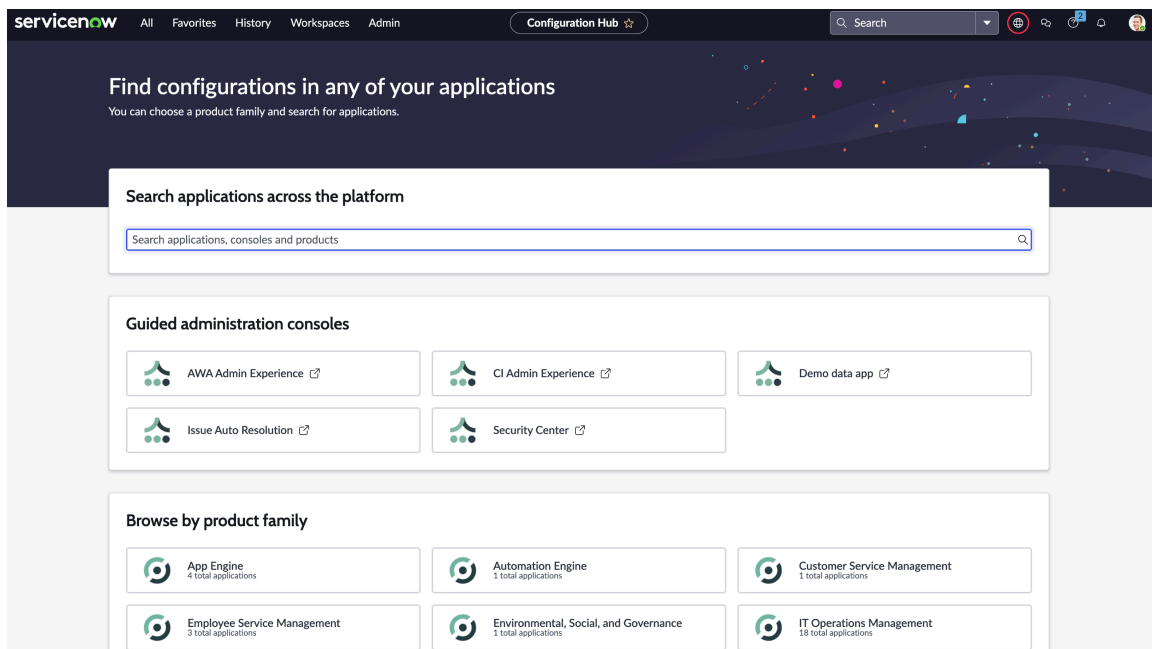 servicenow All Favorites History Workspaces Admin Configuration Hub Search 2
Find configurations in any of your applications
You can choose a product family and search for applications.
Search applications across the platform
Search applications, consoles and products
Guided administration consoles
AWA Admin Experience CI Admin Experience Demo data app
Issue Auto Resolution Security Center
Browse by product family
App Engine Automation Engine Customer Service Management
4 total applications 1 total applications 1 total applications
Employee Service Management Environmental, Social, and Governance IT Operations Management
3 total applications 1 total applications 18 total applications